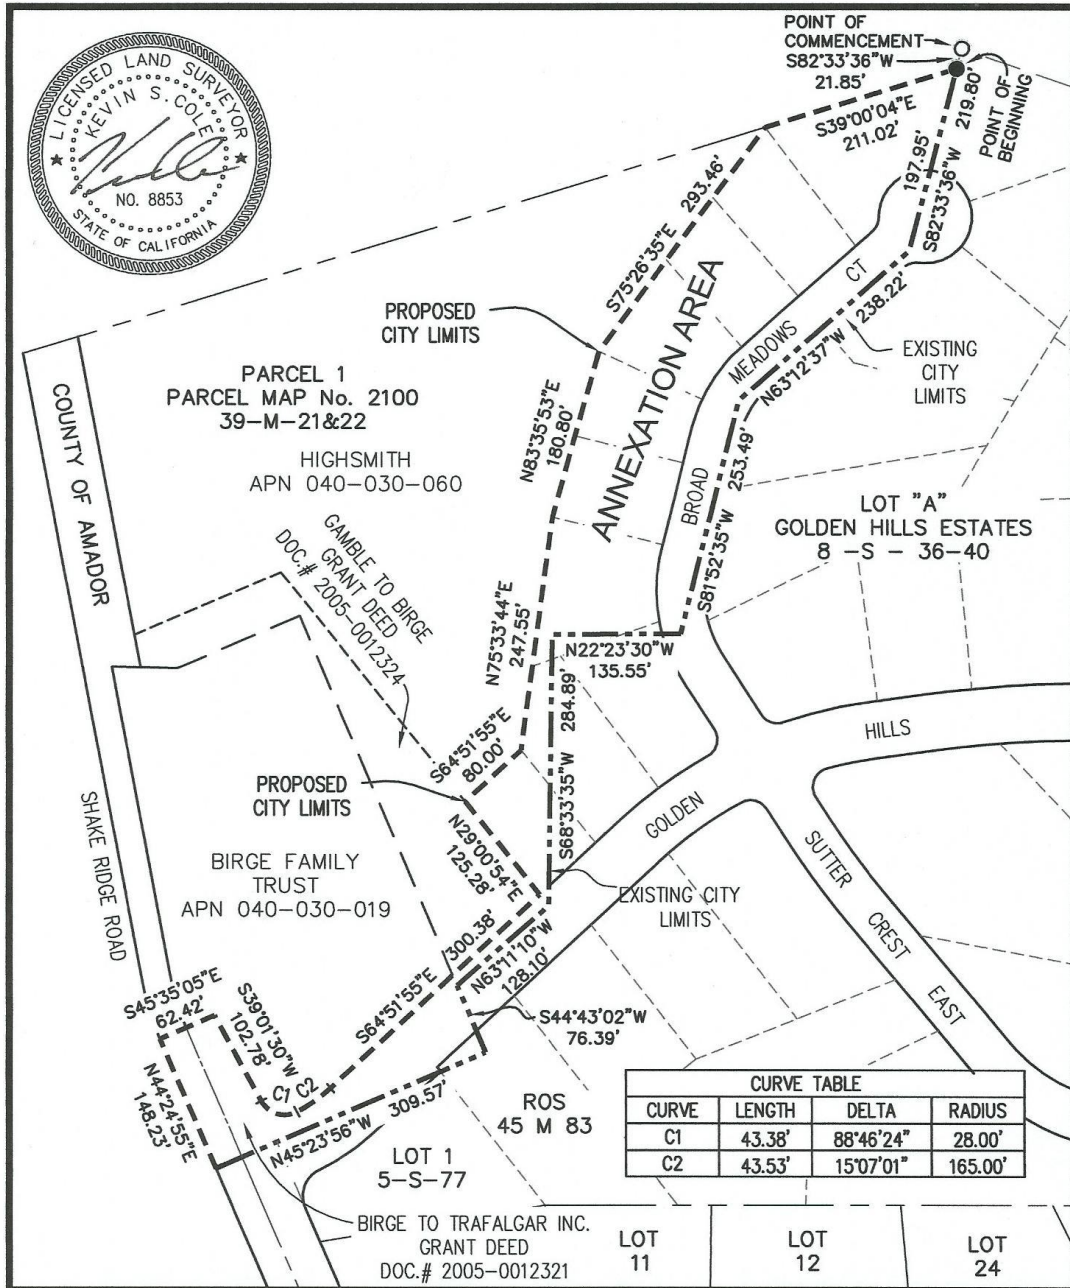 LICENSED LAND SURVEYOR
KEVIN S. COLE
NO. 8853
STATE OF CALIFORNIA
POINT OF
COMMENCEMENT
S82°33'36"W
21.85'
219.80'
POINT OF
BEGINNING
S39°00'04"E
211.02'
197.95'
S82°33'36"W
S75°26'35"E 293.46'
PROPOSED
CITY LIMITS
ANNEXATION AREA
BROAD MEADOWS CT
N63°12'37"W 238.22'
EXISTING
CITY
LIMITS
PARCEL 1
PARCEL MAP No. 2100
39-M-21&22
HIGHSMITH
APN 040-030-060
COUNTY OF AMADOR
N83°35'53"E
180.80'
S81°52'35"W 253.49'
LOT "A"
GOLDEN HILLS ESTATES
8 -S - 36-40
GAMBLE TO BIRGE
GRANT DEED
DOC.# 2005-0012324
N75°33'44"E
247.55'
N22°23'30"W
135.55'
S68°33'35"W 284.89'
S64°51'55"E
80.00'
GOLDEN HILLS
PROPOSED
CITY LIMITS
N29°00'54"E
125.28'
SHAKE RIDGE ROAD
BIRGE FAMILY
TRUST
APN 040-030-019
EXISTING CITY
LIMITS
SUTTER CREST EAST
S64°51'55"E 300.38'
N63°11'10"W
128.10'
S45°35'05"E
62.42'
S39°01'30"W
102.78'
S44°43'02"W
76.39'
N44°24'55"E
148.23'
C1 C2
N45°23'56"W 309.57'
ROS
45 M 83
LOT 1
5-S-77
CURVE TABLE
CURVE LENGTH DELTA RADIUS
C1 43.38' 88°46'24" 28.00'
C2 43.53' 15°07'01" 165.00'
BIRGE TO TRAFALGAR INC.
GRANT DEED
DOC.# 2005-0012321
LOT
11
LOT
12
LOT
24